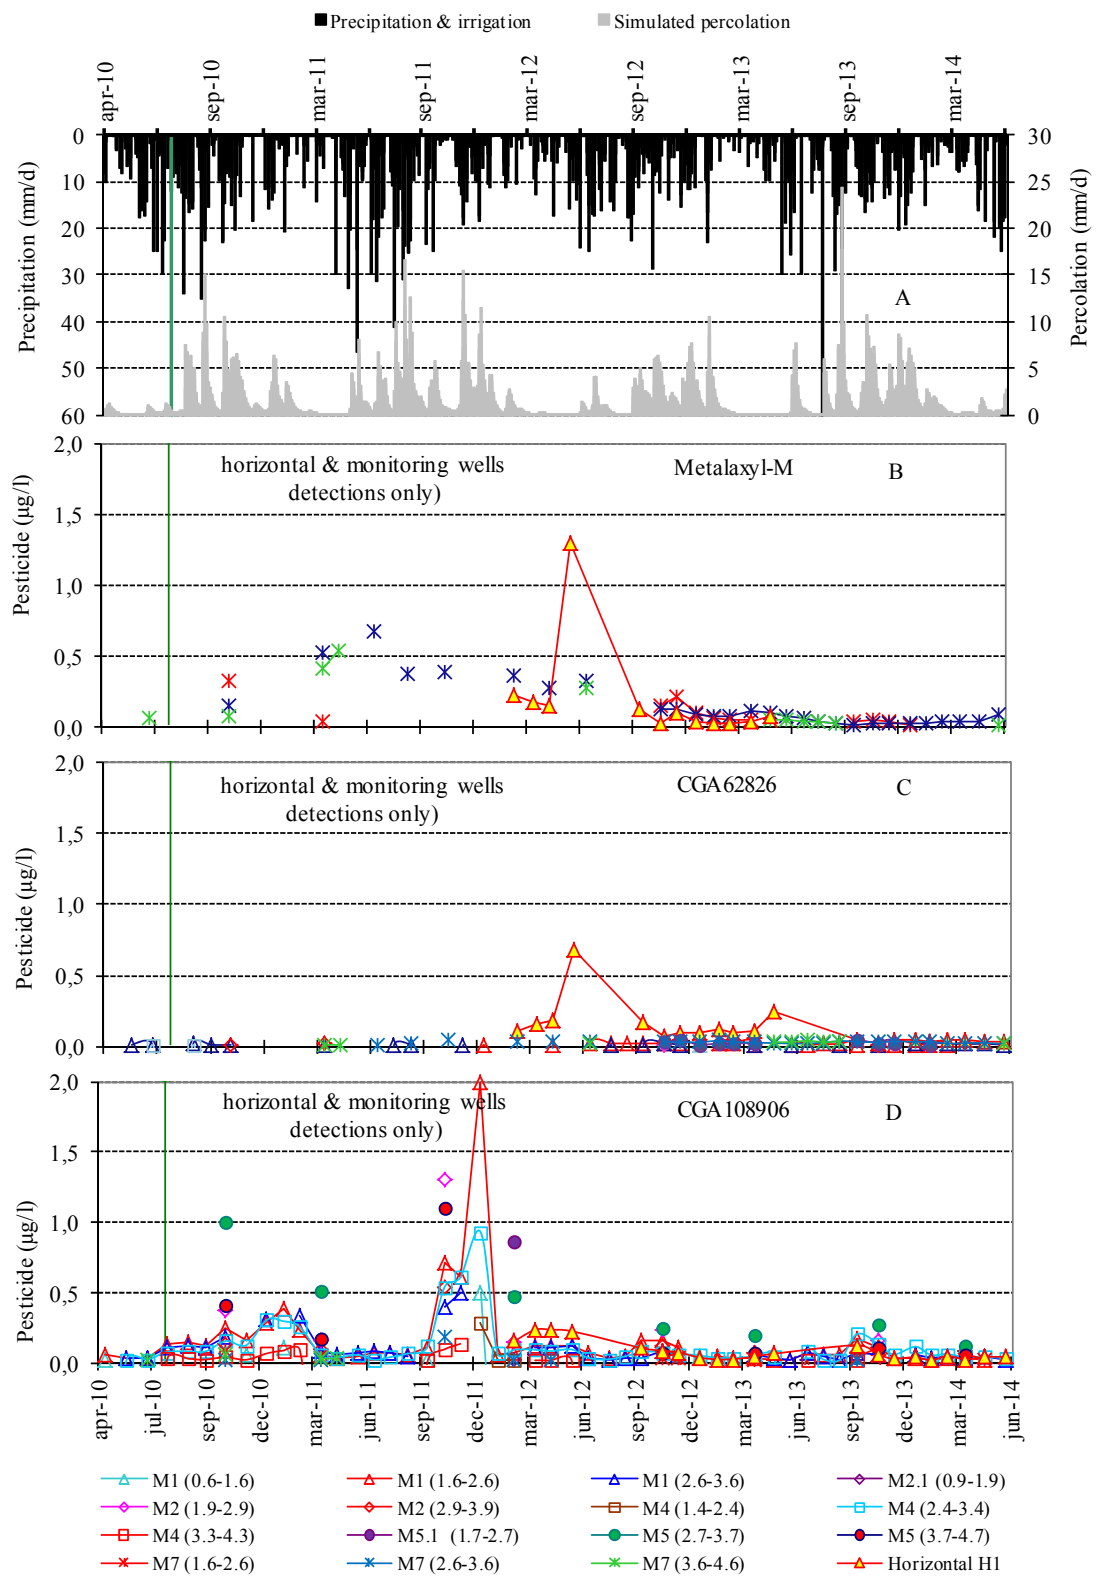 Precipitation & irrigation Simulated percolation
apr-10 sep-10 mar-11 sep-11 mar-12 sep-12 mar-13 sep-13 mar-14
Precipitation (mm/d)
0 10 20 30 40 50 60
A
30 25 20 15 10 5 0
Percolation (mm/d)
Pesticide (µg/l)
2,0 1,5 1,0 0,5 0,0
horizontal & monitoring wells
detections only)
Metalaxyl-M
B
Pesticide (µg/l)
2,0 1,5 1,0 0,5 0,0
horizontal & monitoring wells
detections only)
CGA62826
C
Pesticide (µg/l)
2,0 1,5 1,0 0,5 0,0
horizontal & monitoring wells
detections only)
CGA108906
D
apr-10 jul-10 sep-10 dec-10 mar-11 jun-11 sep-11 dec-11 mar-12 jun-12 sep-12 dec-12 mar-13 jun-13 sep-13 dec-13 mar-14 jun-14
M1 (0.6-1.6) M1 (1.6-2.6) M1 (2.6-3.6) M2.1 (0.9-1.9)
M2 (1.9-2.9) M2 (2.9-3.9) M4 (1.4-2.4) M4 (2.4-3.4)
M4 (3.3-4.3) M5.1 (1.7-2.7) M5 (2.7-3.7) M5 (3.7-4.7)
M7 (1.6-2.6) M7 (2.6-3.6) M7 (3.6-4.6) Horizontal H1